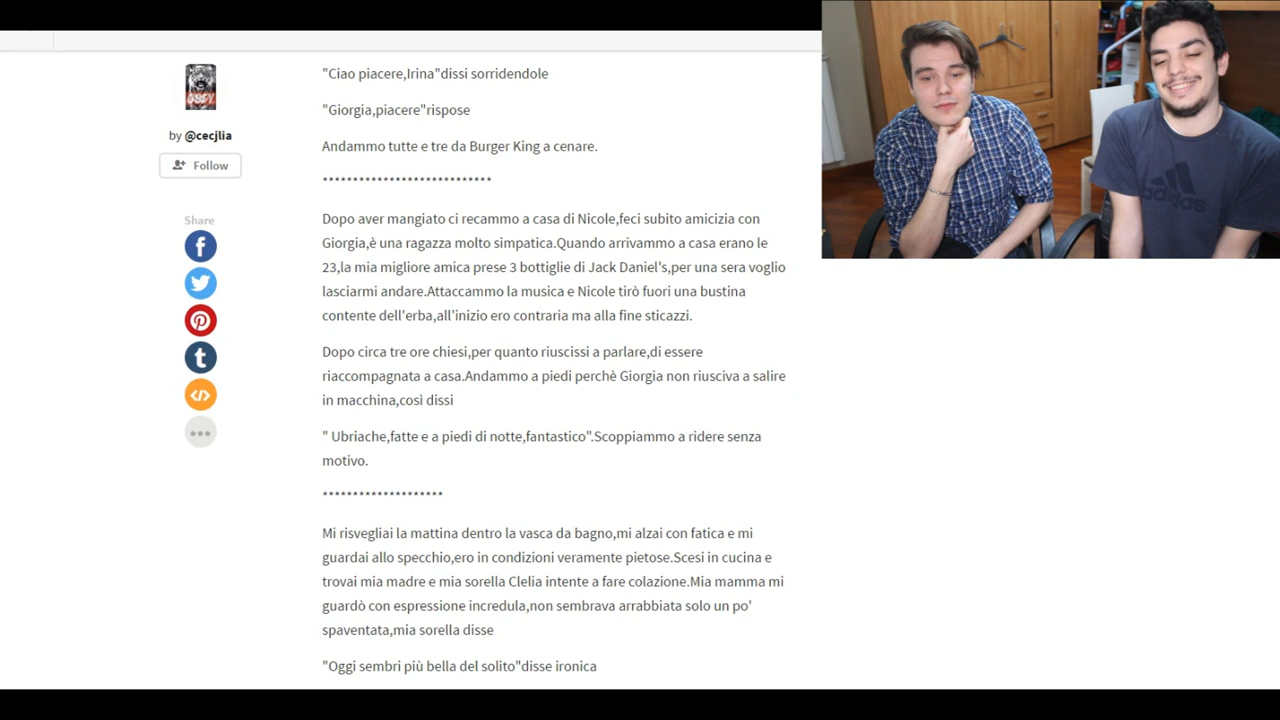 "Ciao piacere,Irina"dissi sorridendole
"Giorgia,piacere"rispose
Andammo tutte e tre da Burger King a cenare.
****************************
Dopo aver mangiato ci recammo a casa di Nicole,feci subito amicizia con
Giorgia,è una ragazza molto simpatica.Quando arrivammo a casa erano le
23,la mia migliore amica prese 3 bottiglie di Jack Daniel's,per una sera voglio
lasciarmi andare.Attaccammo la musica e Nicole tirò fuori una bustina
contente dell'erba,all'inizio ero contraria ma alla fine sticazzi.
Dopo circa tre ore chiesi,per quanto riuscissi a parlare,di essere
riaccompagnata a casa.Andammo a piedi perchè Giorgia non riusciva a salire
in macchina,così dissi
" Ubriache,fatte e a piedi di notte,fantastico".Scoppiammo a ridere senza
motivo.
********************
Mi risvegliai la mattina dentro la vasca da bagno,mi alzai con fatica e mi
guardai allo specchio,ero in condizioni veramente pietose.Scesi in cucina e
trovai mia madre e mia sorella Clelia intente a fare colazione.Mia mamma mi
guardò con espressione incredula,non sembrava arrabbiata solo un po'
spaventata,mia sorella disse
"Oggi sembri più bella del solito"disse ironica
OBEY
by @cecjlia
Follow
Share
adidas